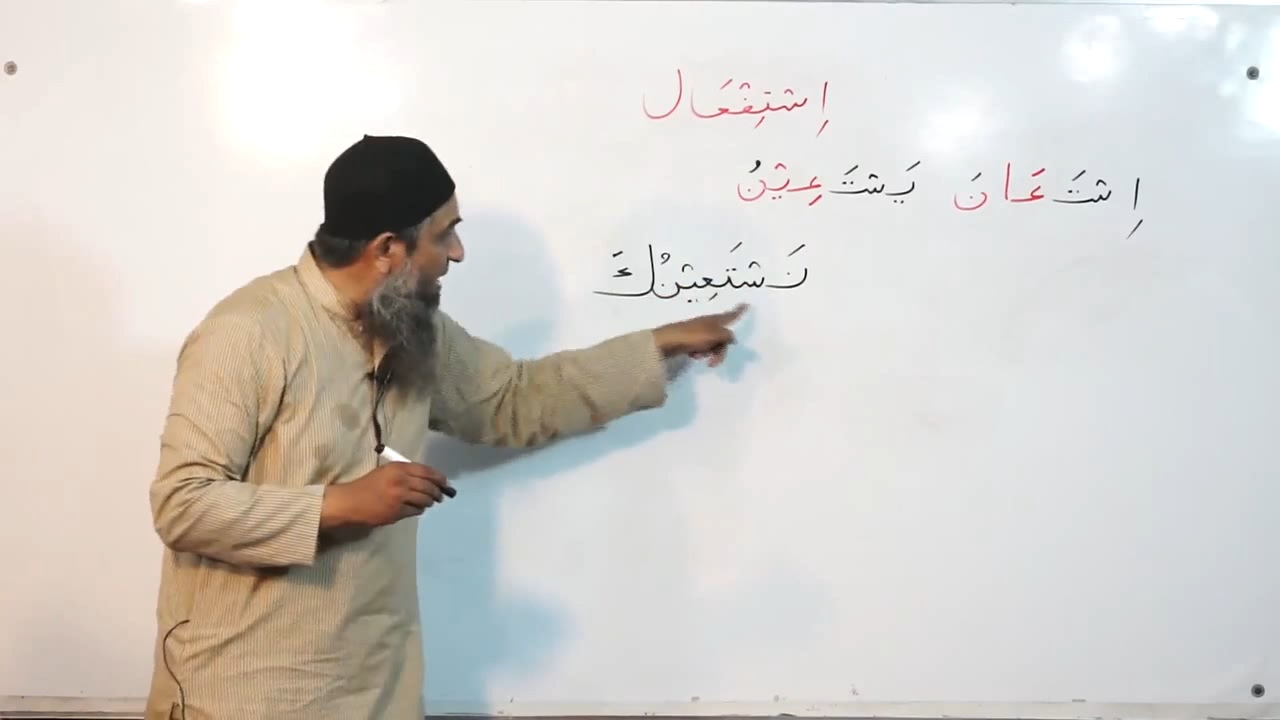 اِسْتِفْعَال
اِسْتَعَانَ يَسْتَعِيْنُ
نَسْتَعِيْنُكَ